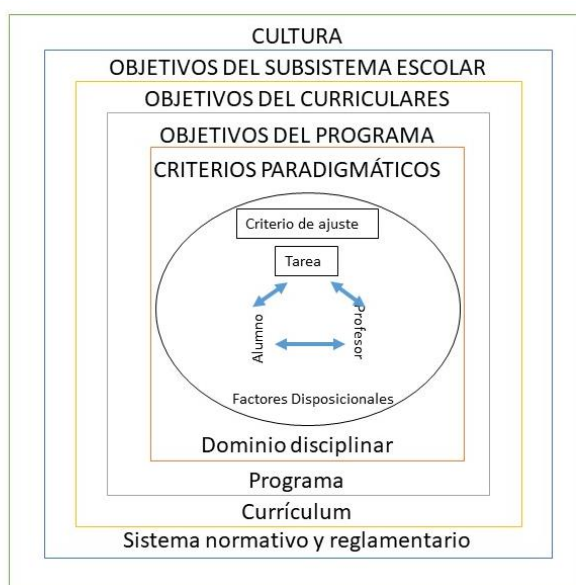 CULTURA
OBJETIVOS DEL SUBSISTEMA ESCOLAR
OBJETIVOS DEL CURRICULARES
OBJETIVOS DEL PROGRAMA
CRITERIOS PARADIGMÁTICOS
Criterio de ajuste
Tarea
Alumno
Profesor
Factores Disposicionales
Dominio disciplinar
Programa
Currículum
Sistema normativo y reglamentario